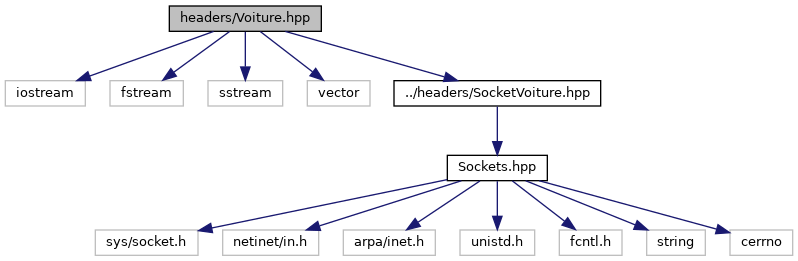 headers/Voiture.hpp
iostream
fstream
sstream
vector
../headers/SocketVoiture.hpp
Sockets.hpp
sys/socket.h
netinet/in.h
arpa/inet.h
unistd.h
fcntl.h
string
cerrno